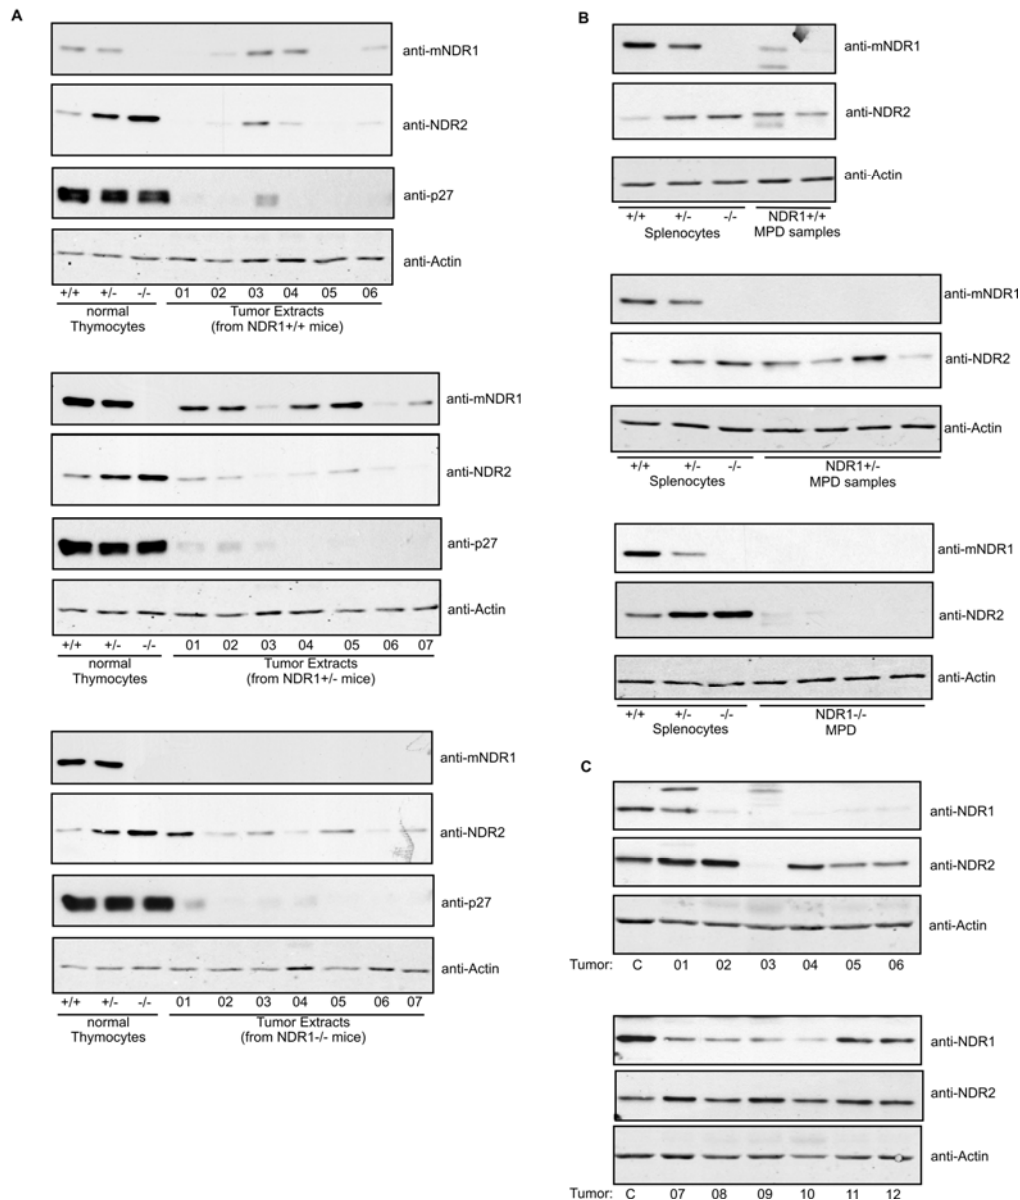 A
anti-mNDR1
anti-NDR2
anti-p27
anti-Actin
+/+ +/- -/- 01 02 03 04 05 06
normal Thymocytes
Tumor Extracts
(from NDR1+/+ mice)
anti-mNDR1
anti-NDR2
anti-p27
anti-Actin
+/+ +/- -/- 01 02 03 04 05 06 07
normal Thymocytes
Tumor Extracts
(from NDR1+/- mice)
anti-mNDR1
anti-NDR2
anti-p27
anti-Actin
+/+ +/- -/- 01 02 03 04 05 06 07
normal Thymocytes
Tumor Extracts
(from NDR1-/- mice)
B
anti-mNDR1
anti-NDR2
anti-Actin
+/+ +/- -/- NDR1+/+
Splenocytes MPD samples
anti-mNDR1
anti-NDR2
anti-Actin
+/+ +/- -/- NDR1+/-
Splenocytes MPD samples
anti-mNDR1
anti-NDR2
anti-Actin
+/+ +/- -/- NDR1-/-
Splenocytes MPD
C
anti-NDR1
anti-NDR2
anti-Actin
Tumor: C 01 02 03 04 05 06
anti-NDR1
anti-NDR2
anti-Actin
Tumor: C 07 08 09 10 11 12